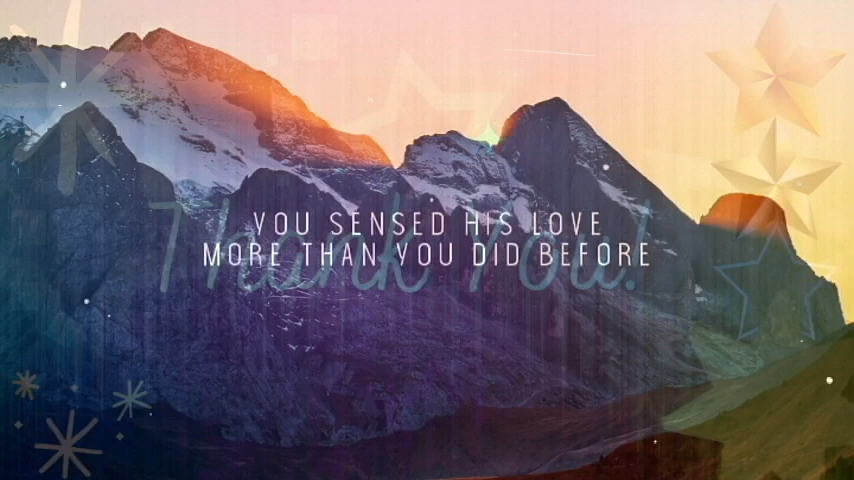 YOU SENSED HIS LOVE
MORE THAN YOU DID BEFORE
Thank You!